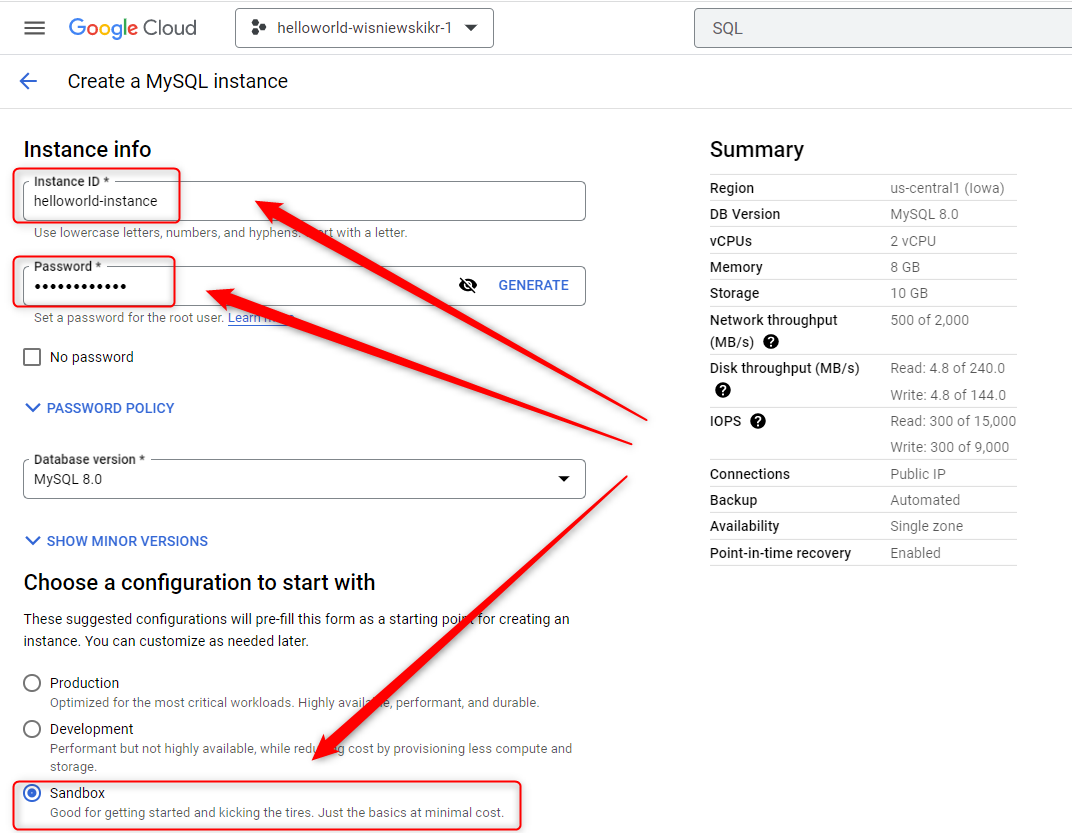 Google Cloud
helloworld-wisniewskikr-1
SQL
Create a MySQL instance
Instance info
Instance ID *
helloworld-instance
Use lowercase letters, numbers, and hyphens. with a letter.
Password *
••••••••••••
GENERATE
Set a password for the root user. Learn
No password
PASSWORD POLICY
Database version *
MySQL 8.0
SHOW MINOR VERSIONS
Choose a configuration to start with
These suggested configurations will pre-fill this form as a starting point for creating an
instance. You can customize as needed later.
Production
Optimized for the most critical workloads. Highly available, performant, and durable.
Development
Performant but not highly available, while reducing cost by provisioning less compute and
storage.
Sandbox
Good for getting started and kicking the tires. Just the basics at minimal cost.
Summary
Region us-central1 (Iowa)
DB Version MySQL 8.0
vCPUs 2 vCPU
Memory 8 GB
Storage 10 GB
Network throughput 500 of 2,000
(MB/s) ?
Disk throughput (MB/s) Read: 4.8 of 240.0
? Write: 4.8 of 144.0
IOPS ? Read: 300 of 15,000
Write: 300 of 9,000
Connections Public IP
Backup Automated
Availability Single zone
Point-in-time recovery Enabled